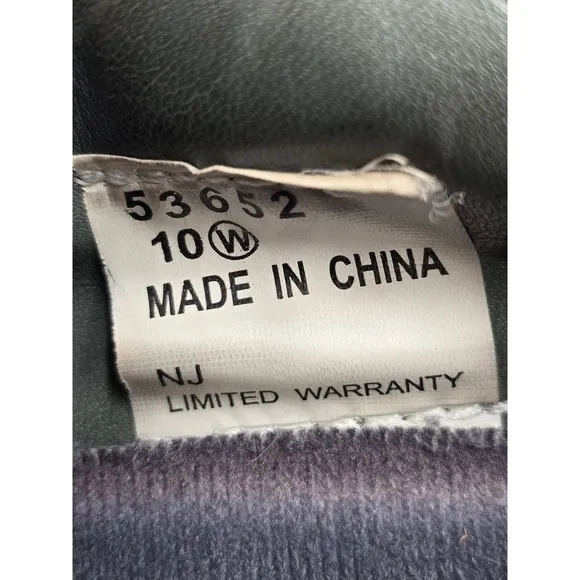 53652
10 W
MADE IN CHINA
NJ
LIMITED WARRANTY